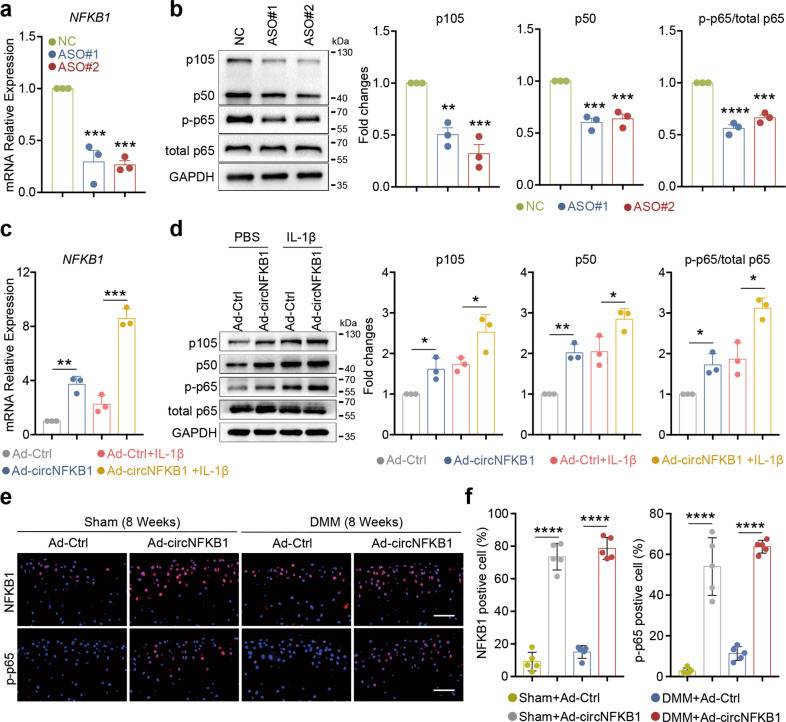 a
NFKB1
mRNA Relative Expression
1.5
1.0
0.5
0.0
NC
ASO#1
ASO#2
*** ***
b
NC ASO#1 ASO#2
kDa
p105
130
p50
40
p-p65
70
55
total p65
70
55
GAPDH
35
Fold changes
p105
1.5
1.0
0.5
0.0
** ***
p50
1.5
1.0
0.5
0.0
*** ***
p-p65/total p65
1.5
1.0
0.5
0.0
**** ***
NC ASO#1 ASO#2
c
NFKB1
mRNA Relative Expression
12
8
4
0
** ***
Ad-Ctrl Ad-Ctrl+IL-1β
Ad-circNFKB1 Ad-circNFKB1 +IL-1β
d
PBS IL-1β
Ad-Ctrl Ad-circNFKB1 Ad-Ctrl Ad-circNFKB1
kDa
p105
130
p50
40
p-p65
70
55
total p65
70
55
GAPDH
35
Fold changes
p105
4
3
2
1
0
* *
p50
4
3
2
1
0
** *
p-p65/total p65
4
3
2
1
0
* *
Ad-Ctrl Ad-circNFKB1 Ad-Ctrl+IL-1β Ad-circNFKB1 +IL-1β
e
Sham (8 Weeks) DMM (8 Weeks)
Ad-Ctrl Ad-circNFKB1 Ad-Ctrl Ad-circNFKB1
NFKB1
p-p65
f
NFKB1 postive cell (%)
100
80
60
40
20
0
**** ****
p-p65 postive cell (%)
80
60
40
20
0
**** ****
Sham+Ad-Ctrl DMM+Ad-Ctrl
Sham+Ad-circNFKB1 DMM+Ad-circNFKB1